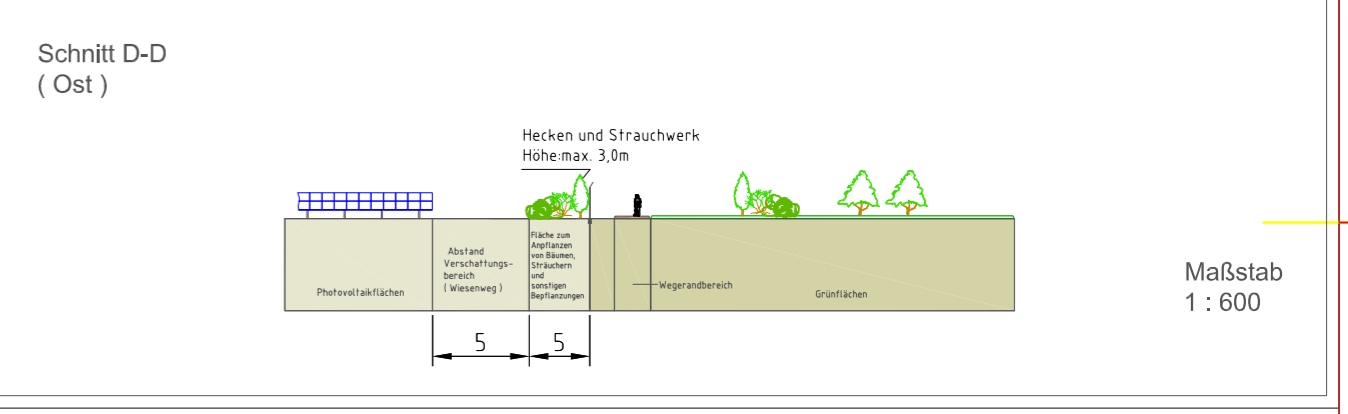 Schnitt D-D
( Ost )
Hecken und Strauchwerk
Höhe:max. 3,0m
Photovoltaikflächen
Abstand
Verschattungs-
bereich
( Wiesenweg )
Fläche zum
Anpflanzen
von Bäumen,
Sträuchern
und
sonstigen
Bepflanzungen
Wegerandbereich
Grünflächen
5
5
Maßstab
1 : 600